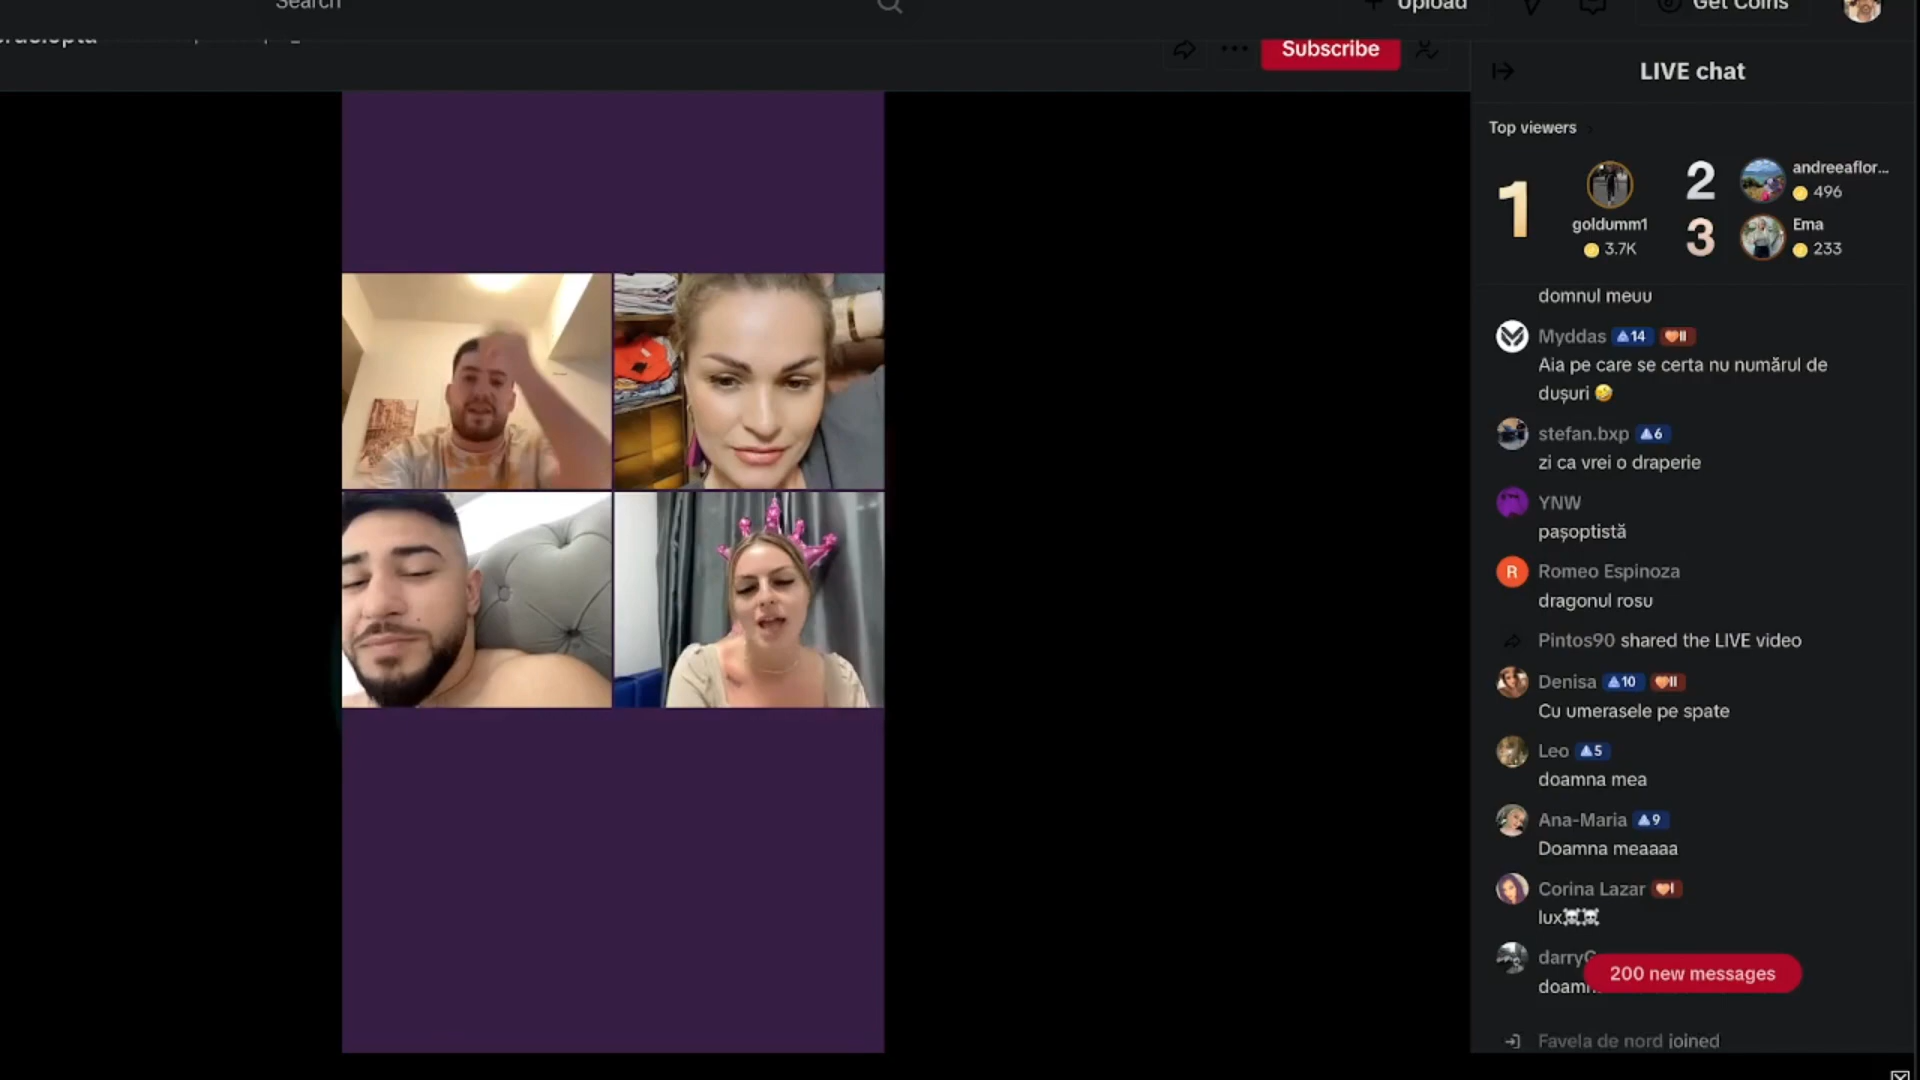 Search
Upload
Get Coins
Subscribe
LIVE chat
Top viewers
1
goldumm1
3.7K
2
andreeaflor...
496
3
Ema
233
domnul meuu
Myddas 14 II
Aia pe care se certa nu numărul de
dușuri
stefan.bxp 6
zi ca vrei o draperie
YNW
pașoptistă
R Romeo Espinoza
dragonul rosu
Pintos90 shared the LIVE video
Denisa 10 II
Cu umerasele pe spate
Leo 5
doamna mea
Ana-Maria 9
Doamna meaaaa
Corina Lazar I
lux
200 new messages
Favela de nord joined